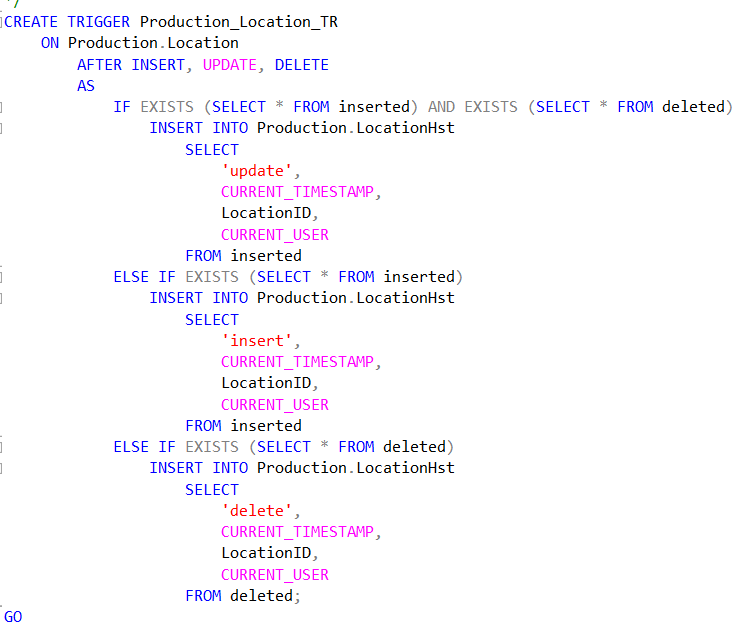 */
CREATE TRIGGER Production_Location_TR
    ON Production.Location
        AFTER INSERT, UPDATE, DELETE
        AS
            IF EXISTS (SELECT * FROM inserted) AND EXISTS (SELECT * FROM deleted)
                INSERT INTO Production.LocationHst
                    SELECT
                        'update',
                        CURRENT_TIMESTAMP,
                        LocationID,
                        CURRENT_USER
                    FROM inserted
            ELSE IF EXISTS (SELECT * FROM inserted)
                INSERT INTO Production.LocationHst
                    SELECT
                        'insert',
                        CURRENT_TIMESTAMP,
                        LocationID,
                        CURRENT_USER
                    FROM inserted
            ELSE IF EXISTS (SELECT * FROM deleted)
                INSERT INTO Production.LocationHst
                    SELECT
                        'delete',
                        CURRENT_TIMESTAMP,
                        LocationID,
                        CURRENT_USER
                    FROM deleted;
GO